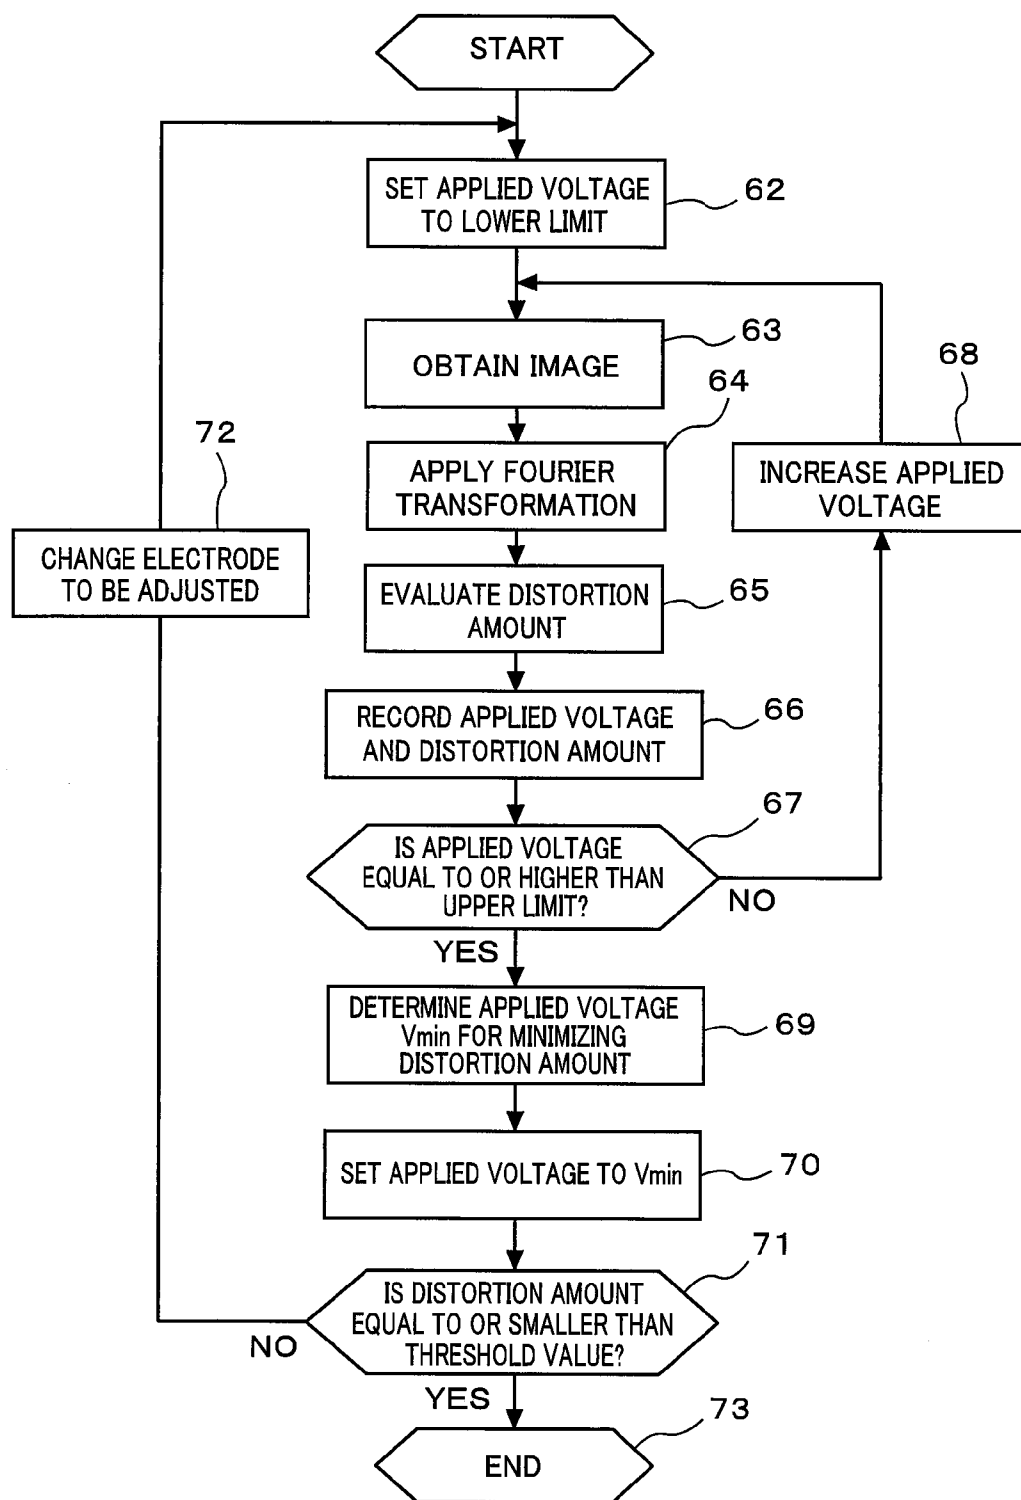 START
SET APPLIED VOLTAGE
TO LOWER LIMIT
62
OBTAIN IMAGE
63
APPLY FOURIER
TRANSFORMATION
64
68
INCREASE APPLIED
VOLTAGE
72
CHANGE ELECTRODE
TO BE ADJUSTED
EVALUATE DISTORTION
AMOUNT
65
RECORD APPLIED VOLTAGE
AND DISTORTION AMOUNT
66
67
IS APPLIED VOLTAGE
EQUAL TO OR HIGHER THAN
UPPER LIMIT?
NO
YES
DETERMINE APPLIED VOLTAGE
Vmin FOR MINIMIZING
DISTORTION AMOUNT
69
SET APPLIED VOLTAGE TO Vmin
70
71
IS DISTORTION AMOUNT
EQUAL TO OR SMALLER THAN
THRESHOLD VALUE?
NO
YES
73
END